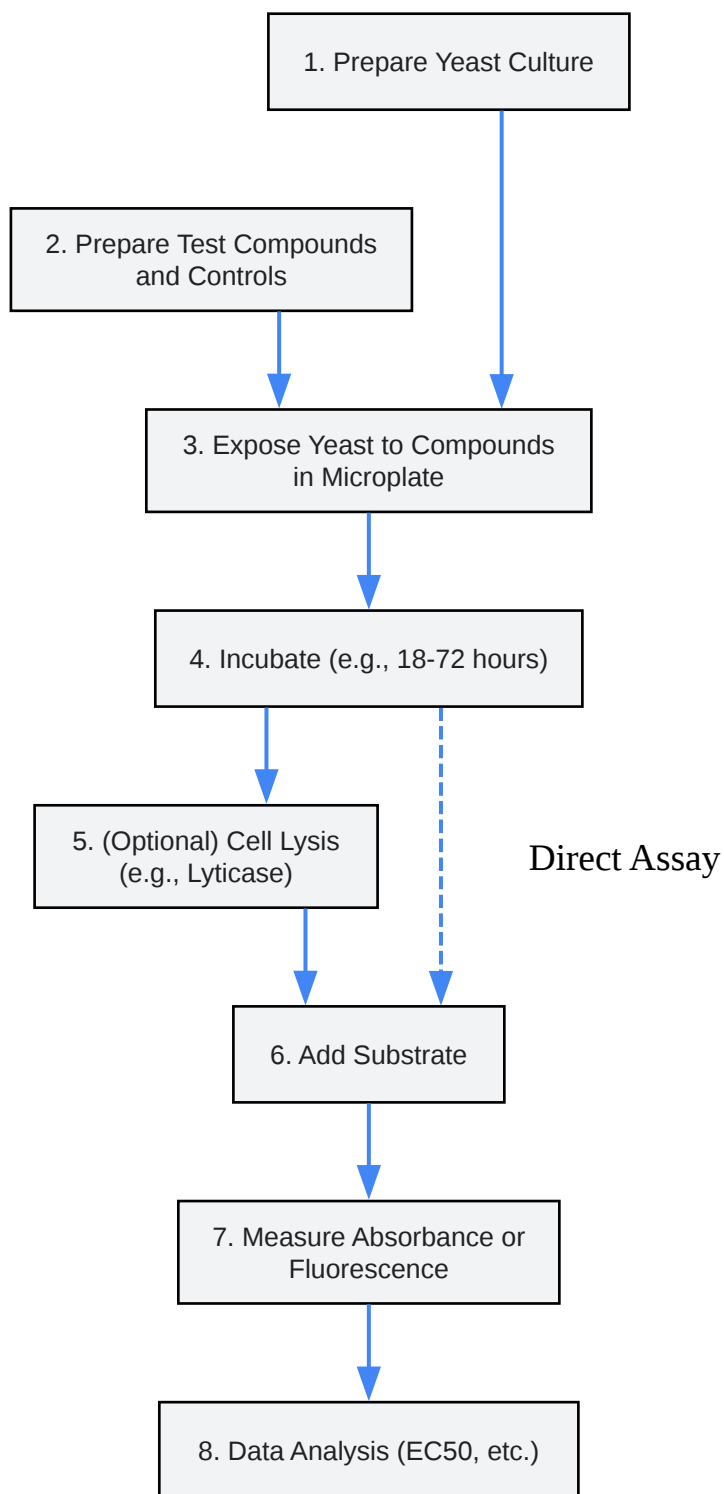 1. Prepare Yeast Culture
2. Prepare Test Compounds
and Controls
3. Expose Yeast to Compounds
in Microplate
4. Incubate (e.g., 18-72 hours)
5. (Optional) Cell Lysis
(e.g., Lyticase)
Direct Assay
6. Add Substrate
7. Measure Absorbance or
Fluorescence
8. Data Analysis (EC50, etc.)